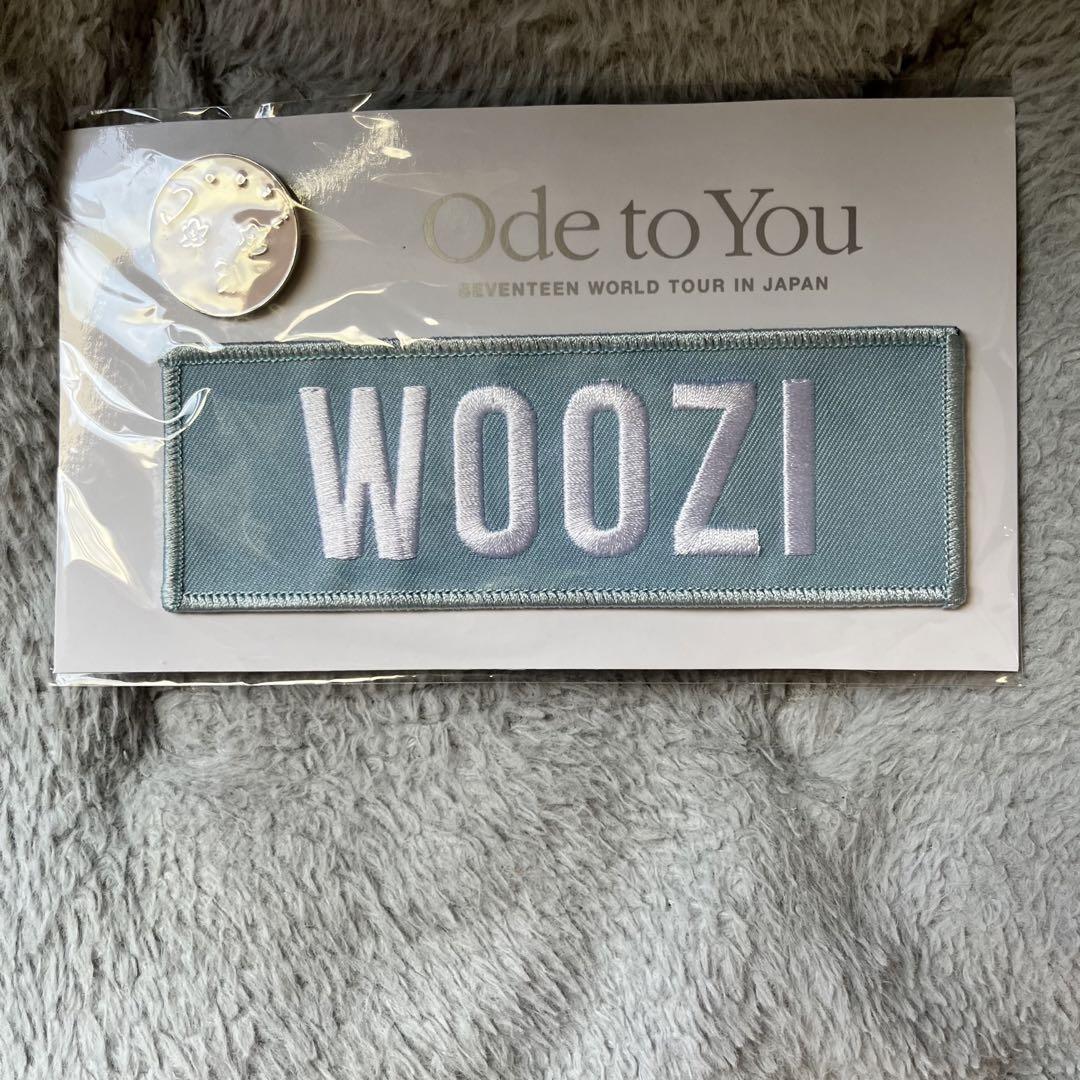 Ode to You
SEVENTEEN WORLD TOUR IN JAPAN
WOOZI